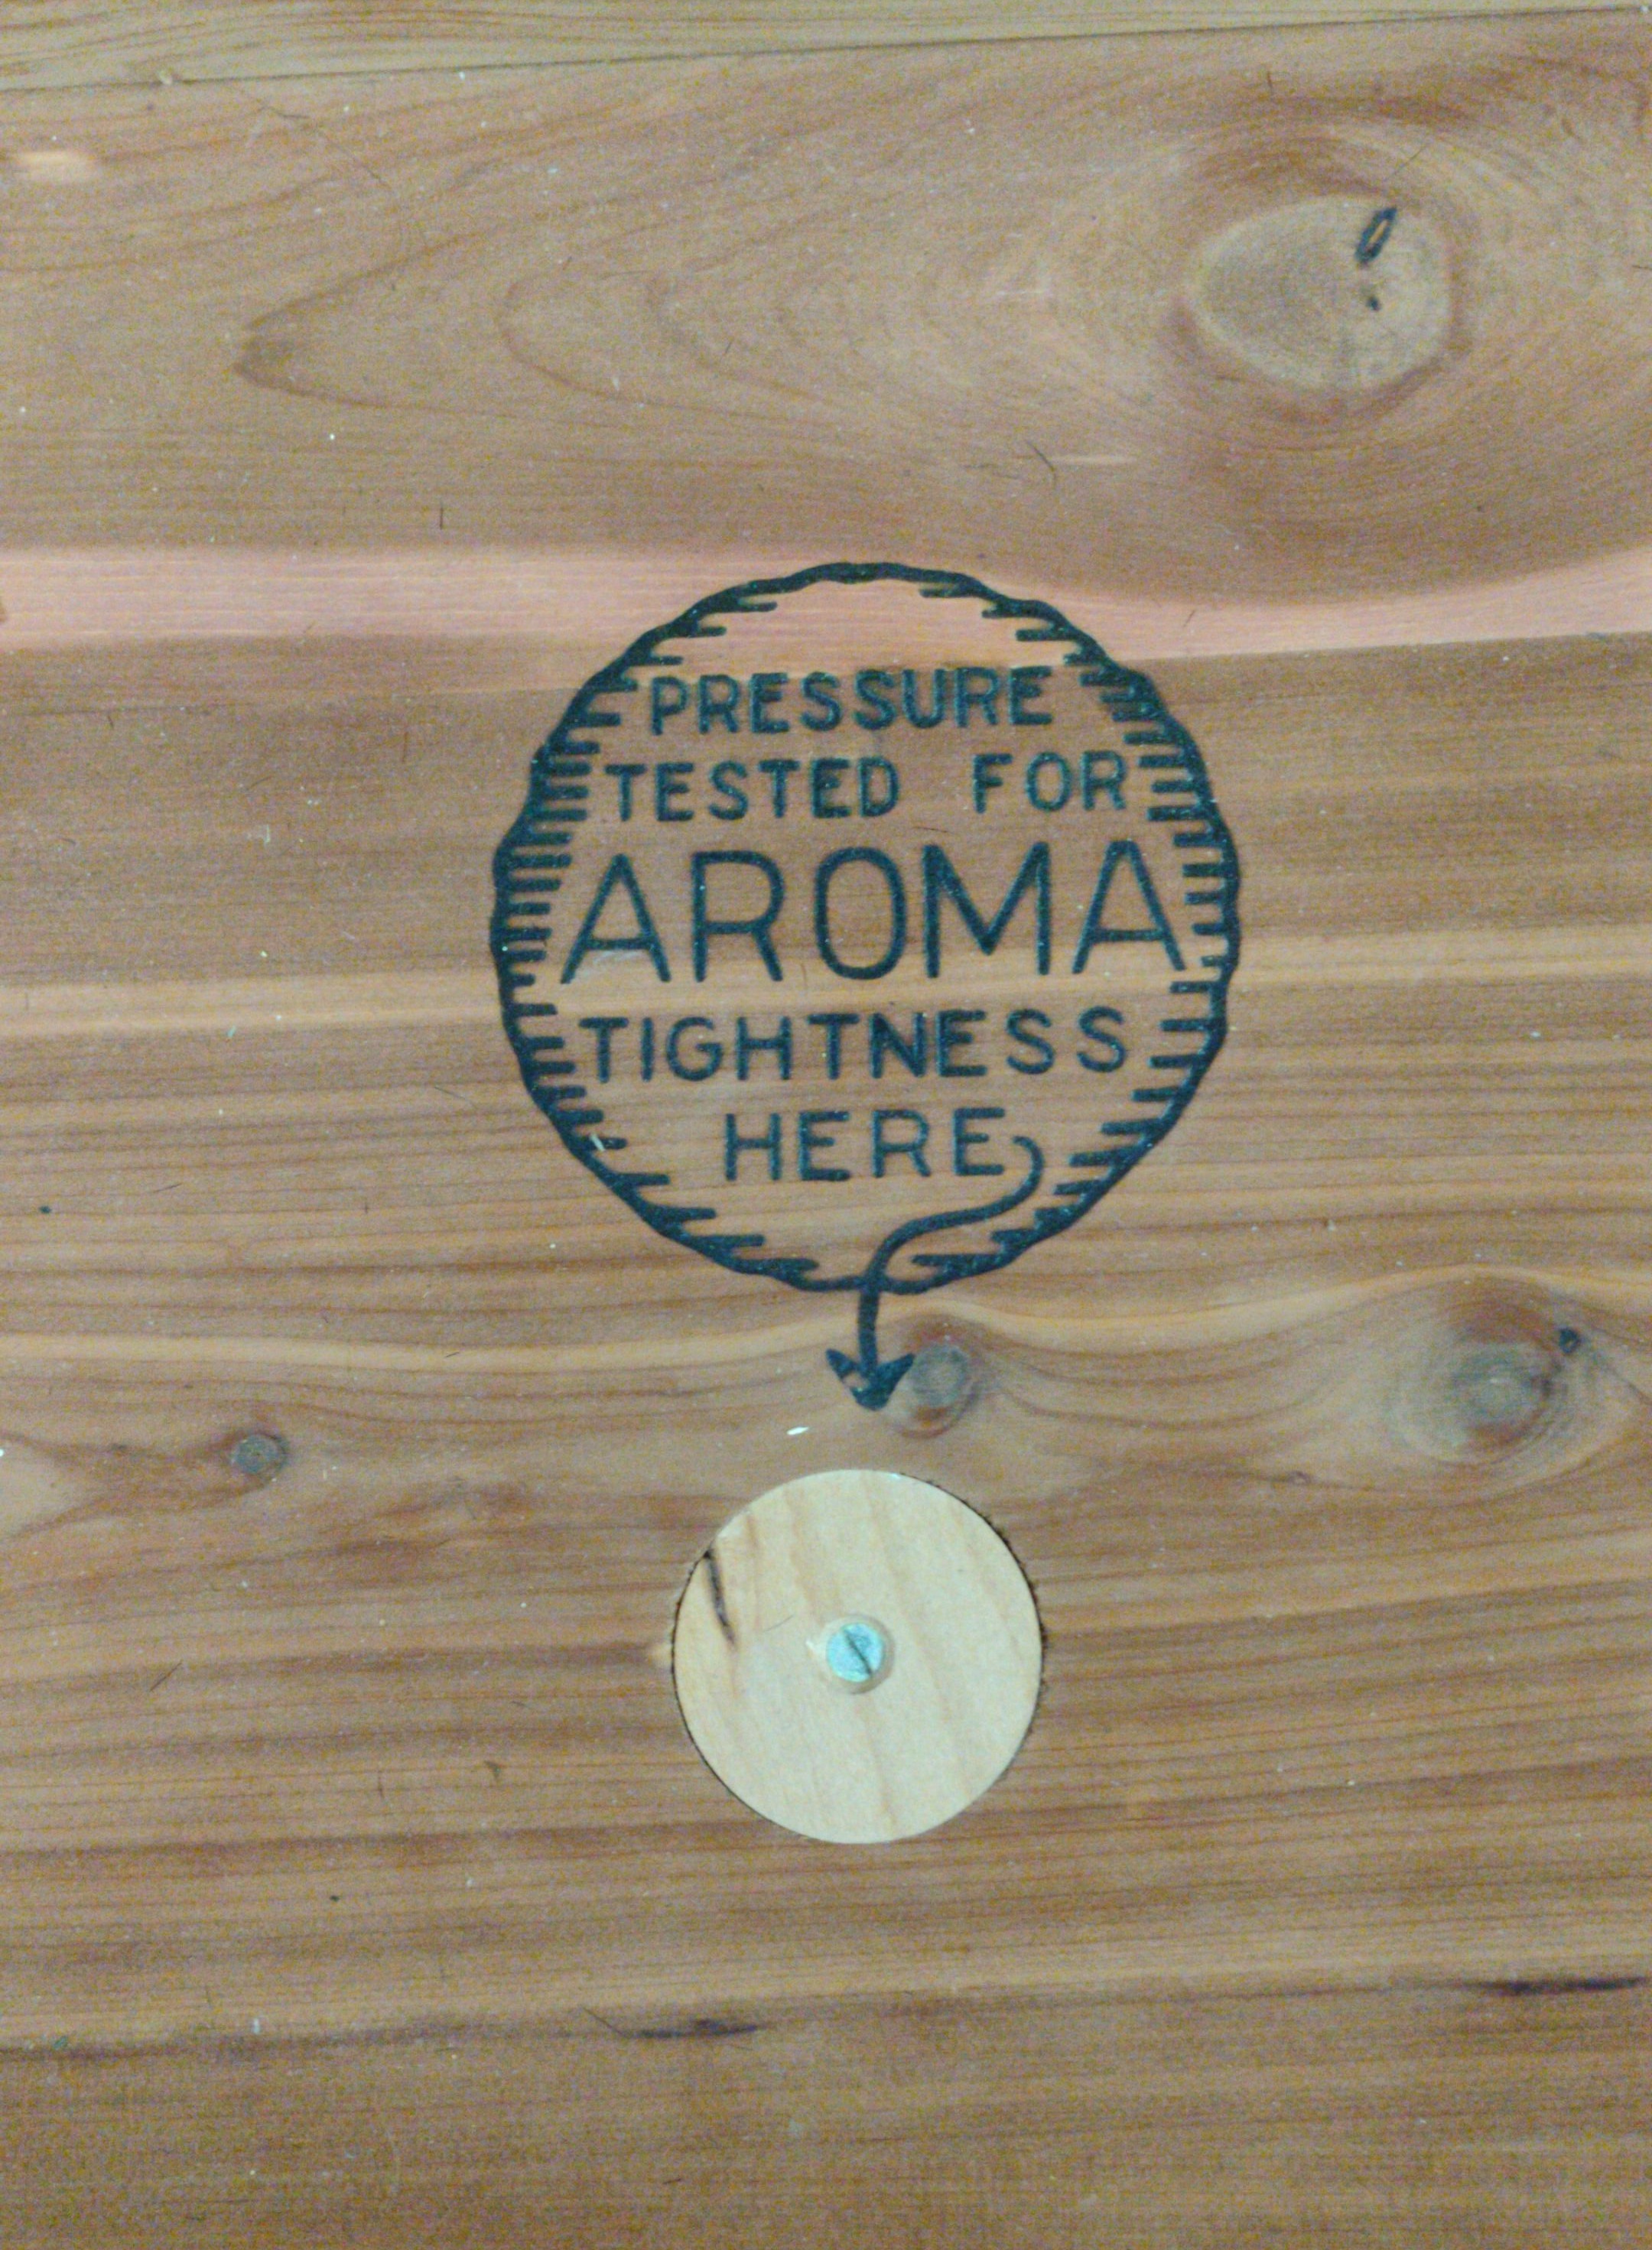 PRESSURE
TESTED FOR
AROMA
TIGHTNESS
HERE